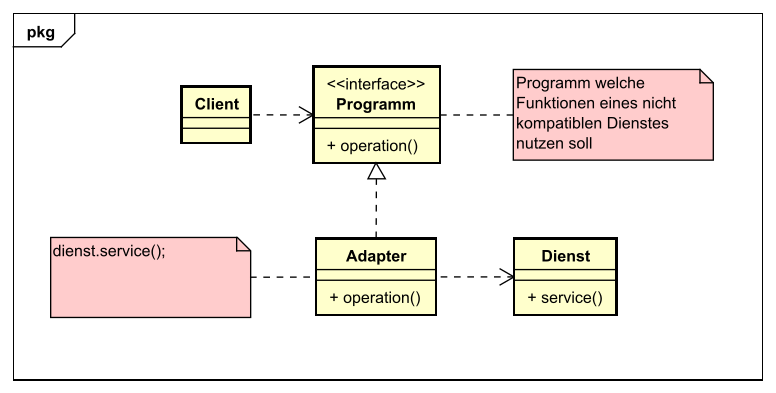 pkg
Client
<<interface>>
Programm
+ operation()
Programm welche
Funktionen eines nicht
kompatiblen Dienstes
nutzen soll
dienst.service();
Adapter
+ operation()
Dienst
+ service()